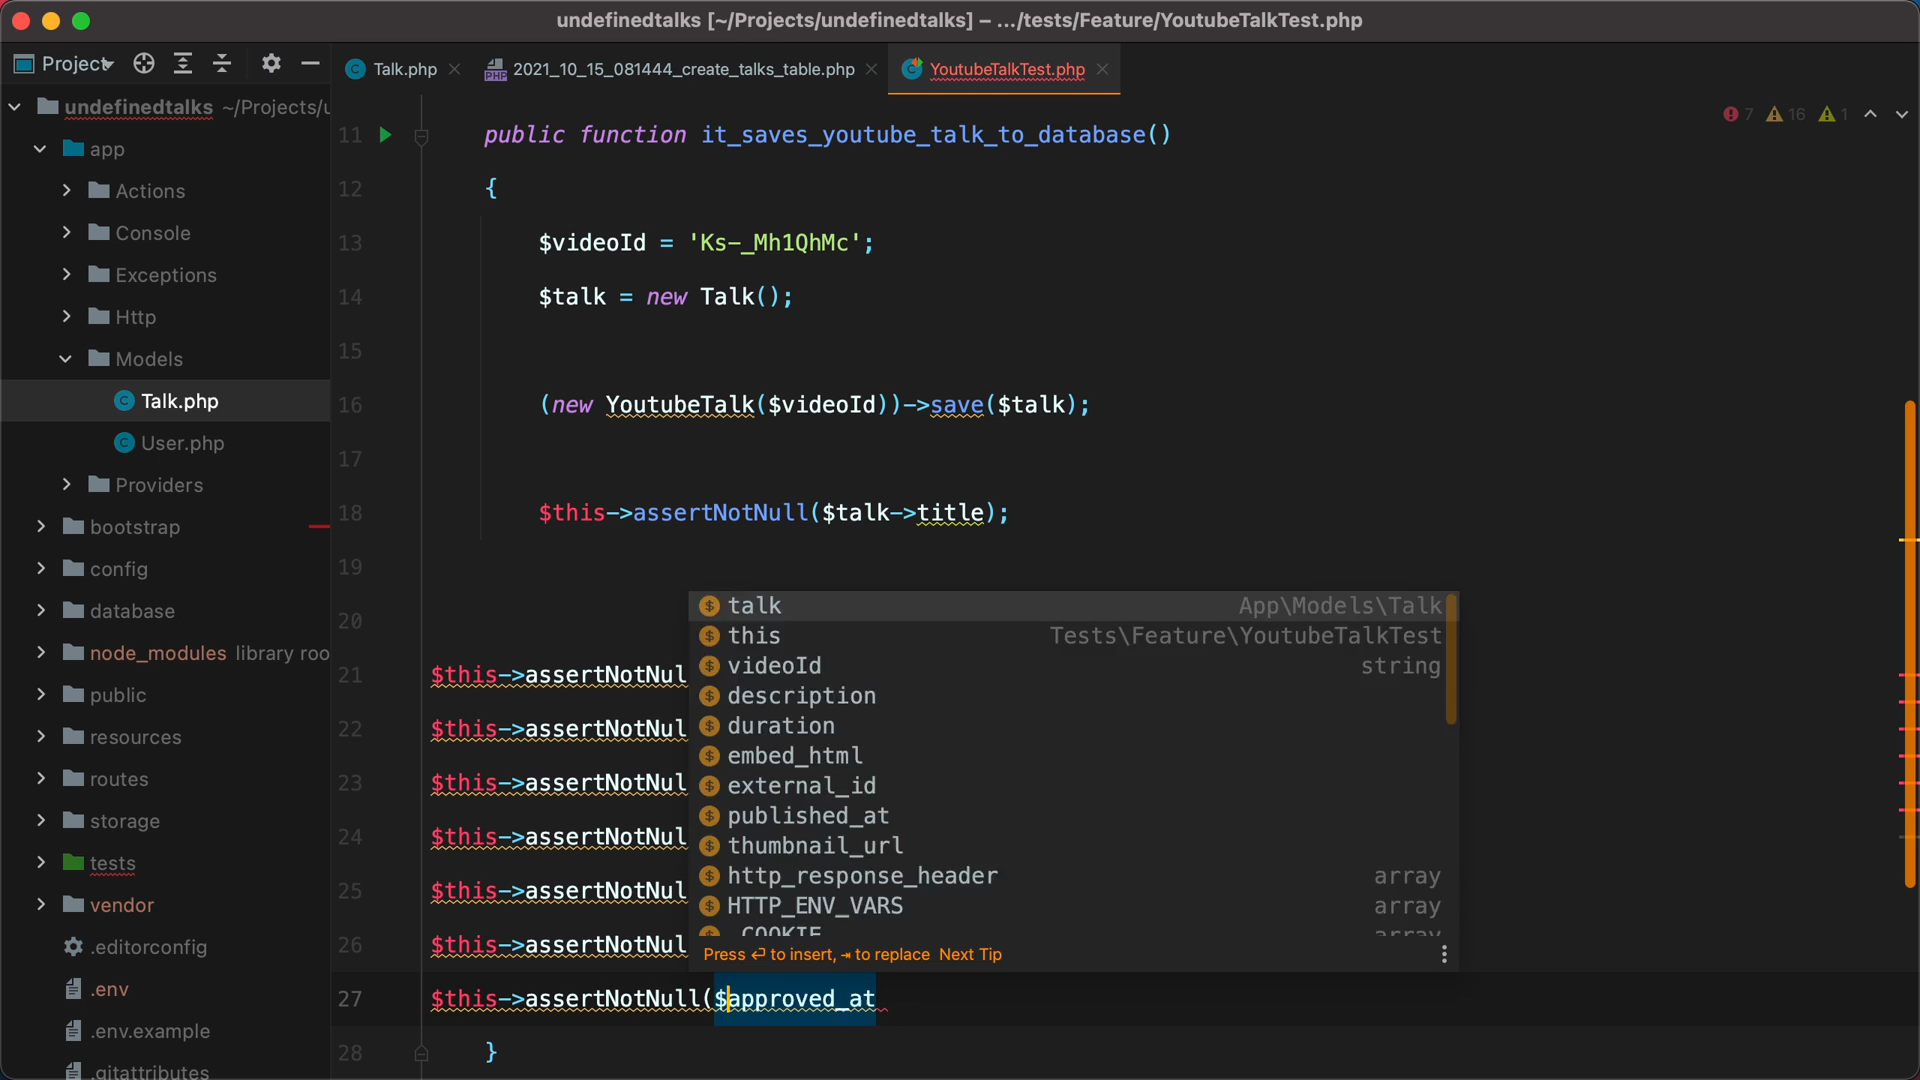 undefinedtalks [~/Projects/undefinedtalks] – .../tests/Feature/YoutubeTalkTest.php
Project
Talk.php
PHP 2021_10_15_081444_create_talks_table.php
YoutubeTalkTest.php
undefinedtalks ~/Projects/u
app
Actions
Console
Exceptions
Http
Models
Talk.php
User.php
Providers
bootstrap
config
database
node_modules library roo
public
resources
routes
storage
tests
vendor
.editorconfig
.env
.env.example
.gitattributes
7 16 1
11 public function it_saves_youtube_talk_to_database()
12 {
13 $videoId = 'Ks-_Mh1QhMc';
14 $talk = new Talk();
15
16 (new YoutubeTalk($videoId))->save($talk);
17
18 $this->assertNotNull($talk->title);
19
20
21 $this->assertNotNul
22 $this->assertNotNul
23 $this->assertNotNul
24 $this->assertNotNul
25 $this->assertNotNul
26 $this->assertNotNul
27 $this->assertNotNull($approved_at
28 }
$ talk App\Models\Talk
$ this Tests\Feature\YoutubeTalkTest
$ videoId string
$ description
$ duration
$ embed_html
$ external_id
$ published_at
$ thumbnail_url
$ http_response_header array
$ HTTP_ENV_VARS array
_COOKIE array
Press ↵ to insert, ⇥ to replace Next Tip